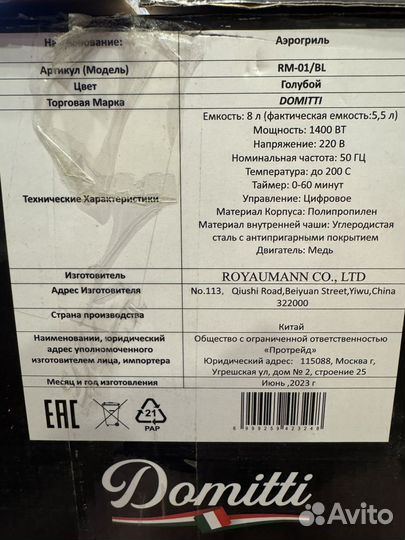 Наименование: Аэрогриль
Артикул (Модель) RM-01/BL
Цвет Голубой
Торговая Марка DOMITTI
Технические Характеристики
Емкость: 8 л (фактическая емкость:5,5 л)
Мощность: 1400 ВТ
Напряжение: 220 В
Номинальная частота: 50 ГЦ
Температура: до 200 С
Таймер: 0-60 минут
Управление: Цифровое
Материал Корпуса: Полипропилен
Материал внутренней чаши: Углеродистая
сталь с антипригарными покрытием
Двигатель: Медь
Изготовитель ROYAUMANN CO., LTD
Адрес Изготовителя
No.113, Qiushi Road,Beiyuan Street,Yiwu,China
322000
Страна производства Китай
Наименовании, юридический
адрес уполномоченного
изготовителем лица, импортера
Общество с ограниченной ответственностью
«Протрейд»
Юридический адрес: 115088, Москва г,
Угрешская ул, дом № 2, строение 25
Месяц и год изготовления Июнь ,2023 г
EAC
21
PAP
Domitti
Avito